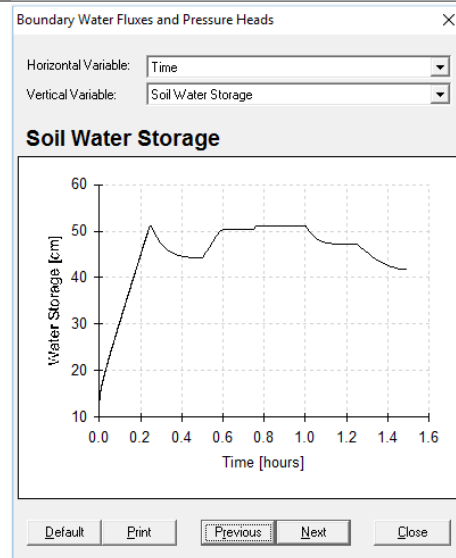 Boundary Water Fluxes and Pressure Heads
Horizontal Variable: Time
Vertical Variable: Soil Water Storage
Soil Water Storage
60
50
40
30
20
10
Water Storage [cm]
0.0 0.2 0.4 0.6 0.8 1.0 1.2 1.4 1.6
Time [hours]
Default Print Previous Next Close